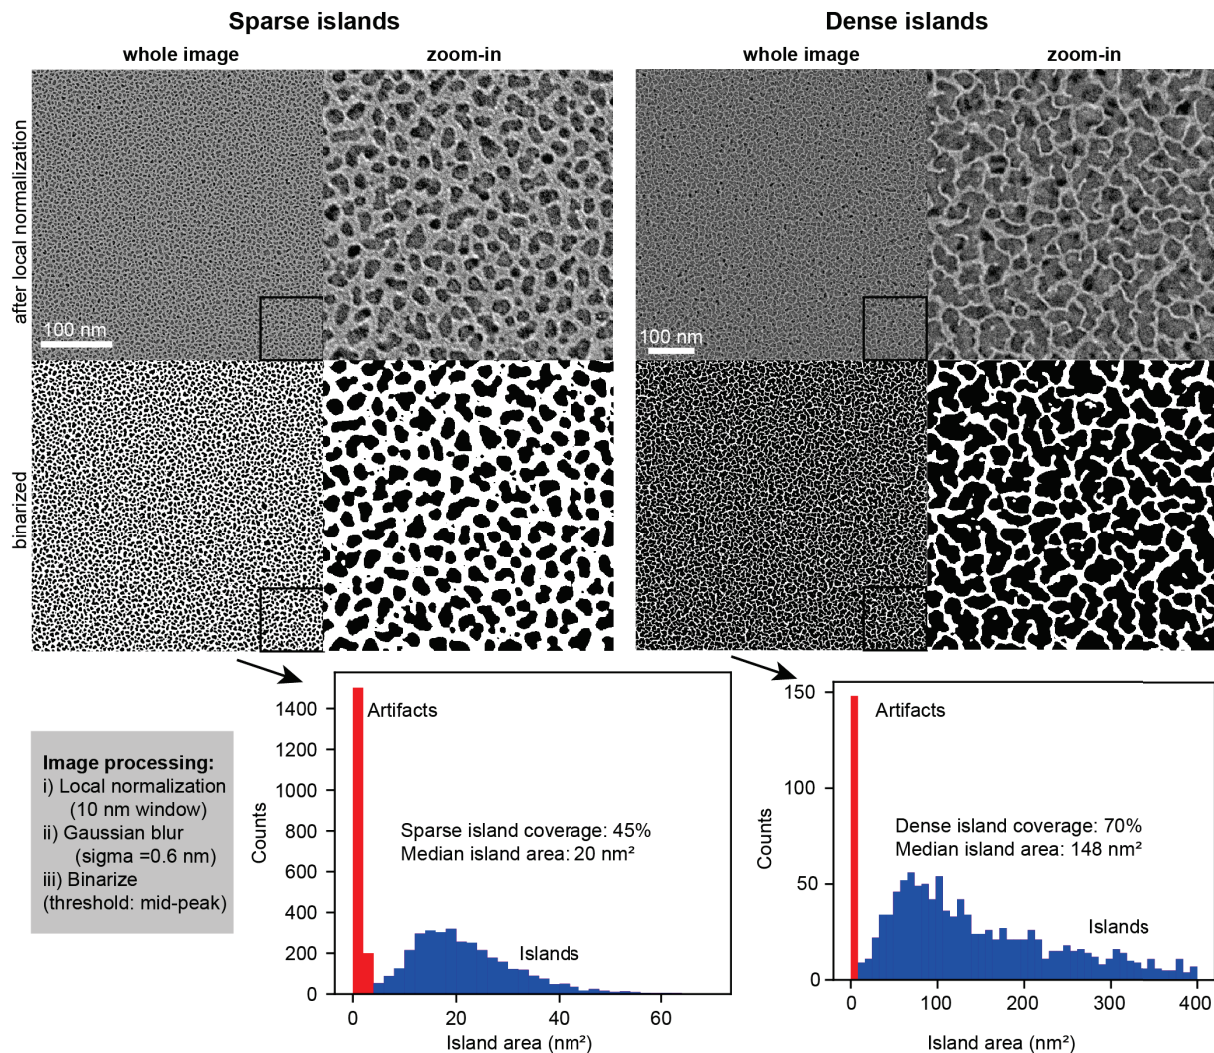 Sparse islands
Dense islands
whole image
zoom-in
whole image
zoom-in
after local normalization
100 nm
100 nm
binarized
Image processing:
i) Local normalization
(10 nm window)
ii) Gaussian blur
(sigma =0.6 nm)
iii) Binarize
(threshold: mid-peak)
Counts
1400
1200
1000
800
600
400
200
0
Artifacts
Sparse island coverage: 45%
Median island area: 20 nm²
Islands
0
20
40
60
Island area (nm²)
Counts
150
100
50
0
Artifacts
Dense island coverage: 70%
Median island area: 148 nm²
Islands
0
100
200
300
400
Island area (nm²)